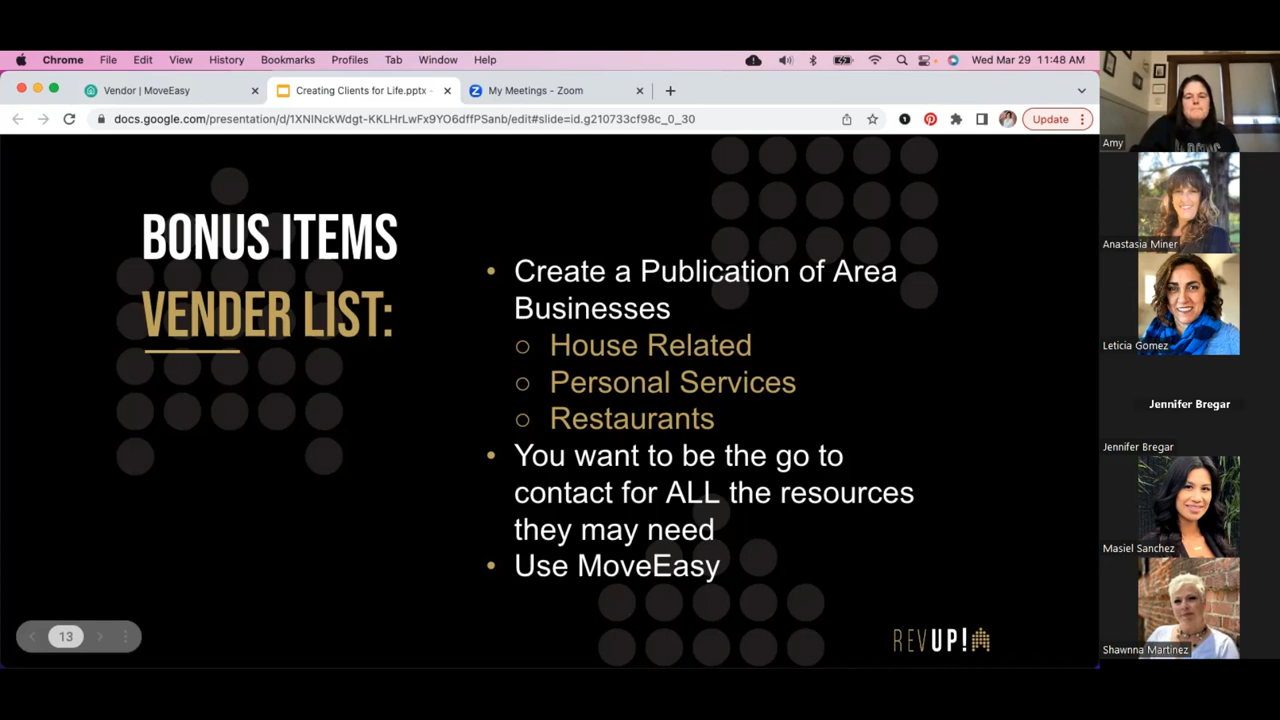 Chrome File Edit View History Bookmarks Profiles Tab Window Help Wed Mar 29 11:48 AM
Vendor | MoveEasy Creating Clients for Life.pptx - My Meetings - Zoom
docs.google.com/presentation/d/1XNINckWdgt-KKLHrLwFx9YO6dffPSanb/edit#slide=id.g210733cf98c_0_30 Update
BONUS ITEMS
VENDER LIST:
• Create a Publication of Area
Businesses
○ House Related
○ Personal Services
○ Restaurants
• You want to be the go to
contact for ALL the resources
they may need
• Use MoveEasy
13
REVUP!
Amy
Anastasia Miner
Leticia Gomez
Jennifer Bregar
Jennifer Bregar
Masiel Sanchez
Shawnna Martinez